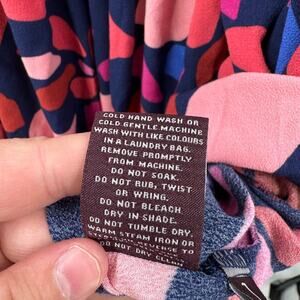 COLD HAND WASH OR
COLD GENTLE MACHINE
WASH WITH LIKE COLOURS
IN A LAUNDRY BAG.
REMOVE PROMPTLY
FROM MACHINE.
DO NOT SOAK.
DO NOT RUB, TWIST
OR WRING.
DO NOT BLEACH.
DRY IN SHADE.
DO NOT TUMBLE DRY.
WARM STEAM IRON OR
REVERSE TO
DO NOT DRY CLEAN